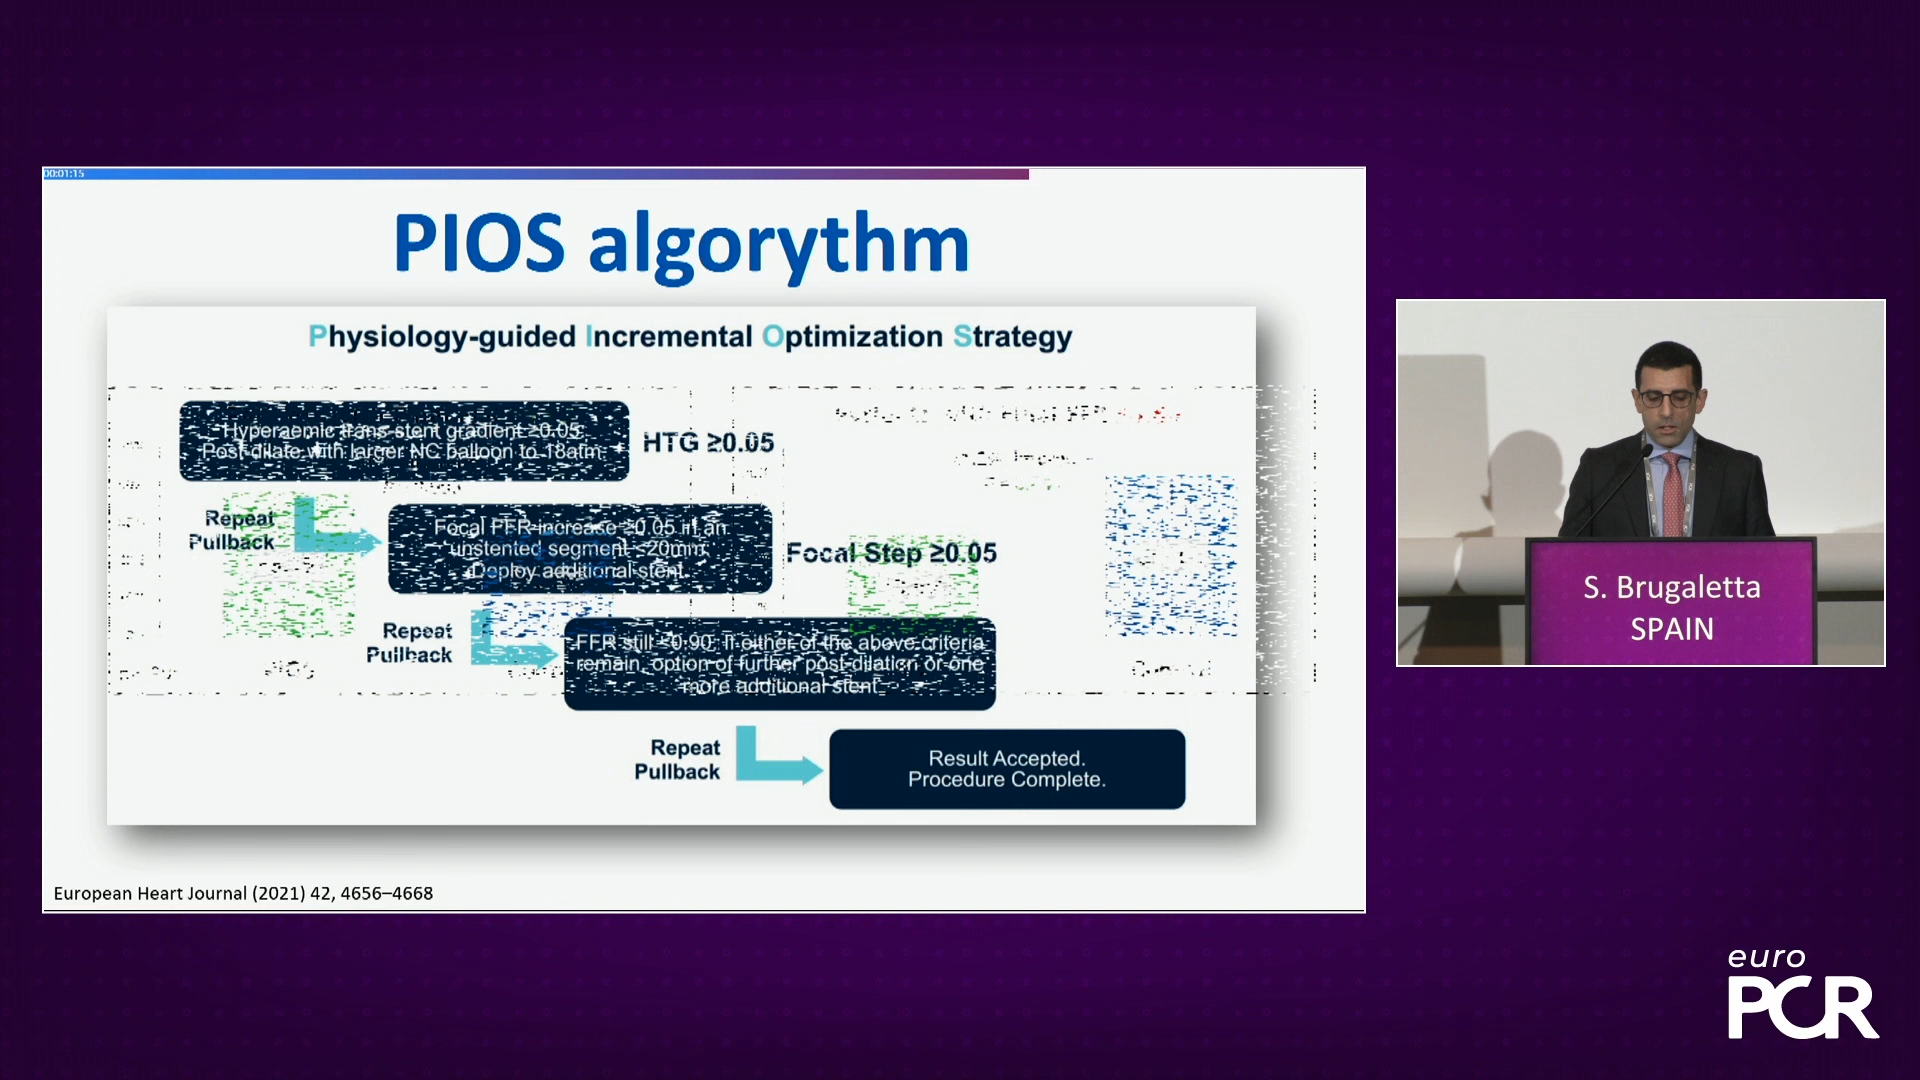 00:01:15
PIOS algorythm
Physiology-guided Incremental Optimization Strategy
Hyperaemic trans-stent gradient ≥0.05
Post-dilate with larger NC balloon to 18atm
HTG ≥0.05
Repeat
Pullback
Focal FFR increase ≥0.05 in an
unstented segment <20mm
Deploy additional stent
Focal Step ≥0.05
Repeat
Pullback
FFR still <0.90. If either of the above criteria
remain, option of further post-dilation or one
more additional stent
Repeat
Pullback
Result Accepted.
Procedure Complete.
European Heart Journal (2021) 42, 4656–4668
S. Brugaletta
SPAIN
euro
PCR